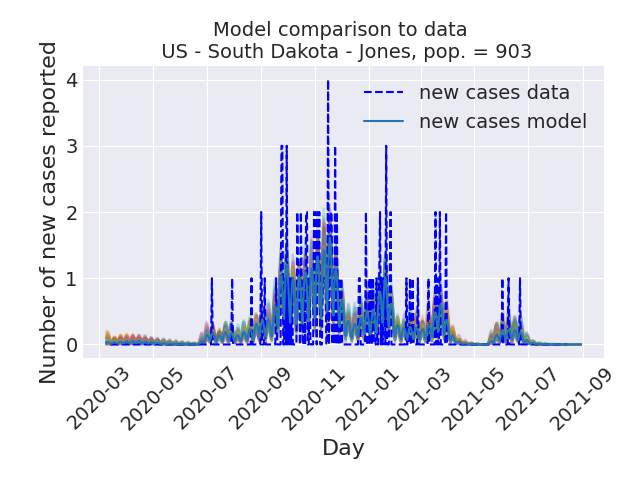 Model comparison to data
US - South Dakota - Jones, pop. = 903
new cases data
new cases model
Number of new cases reported
4
3
2
1
0
2020-03
2020-05
2020-07
2020-09
2020-11
2021-01
2021-03
2021-05
2021-07
2021-09
Day